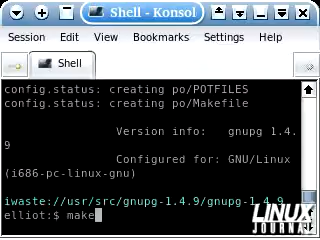 Shell - Konsol
Session Edit View Bookmarks Settings Help
Shell
config.status: creating po/POTFILES
config.status: creating po/Makefile
Version info: gnupg 1.4.
9
Configured for: GNU/Linux
(i686-pc-linux-gnu)
iwaste://usr/src/gnupg-1.4.9/gnupg-1.4.9
elliot:$ make
LINUX
JOURNAL